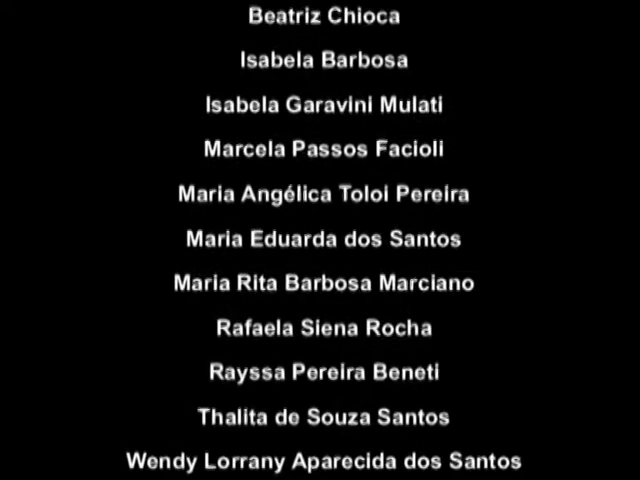 Beatriz Chioca
Isabela Barbosa
Isabela Garavini Mulati
Marcela Passos Facioli
Maria Angélica Toloi Pereira
Maria Eduarda dos Santos
Maria Rita Barbosa Marciano
Rafaela Siena Rocha
Rayssa Pereira Beneti
Thalita de Souza Santos
Wendy Lorrany Aparecida dos Santos